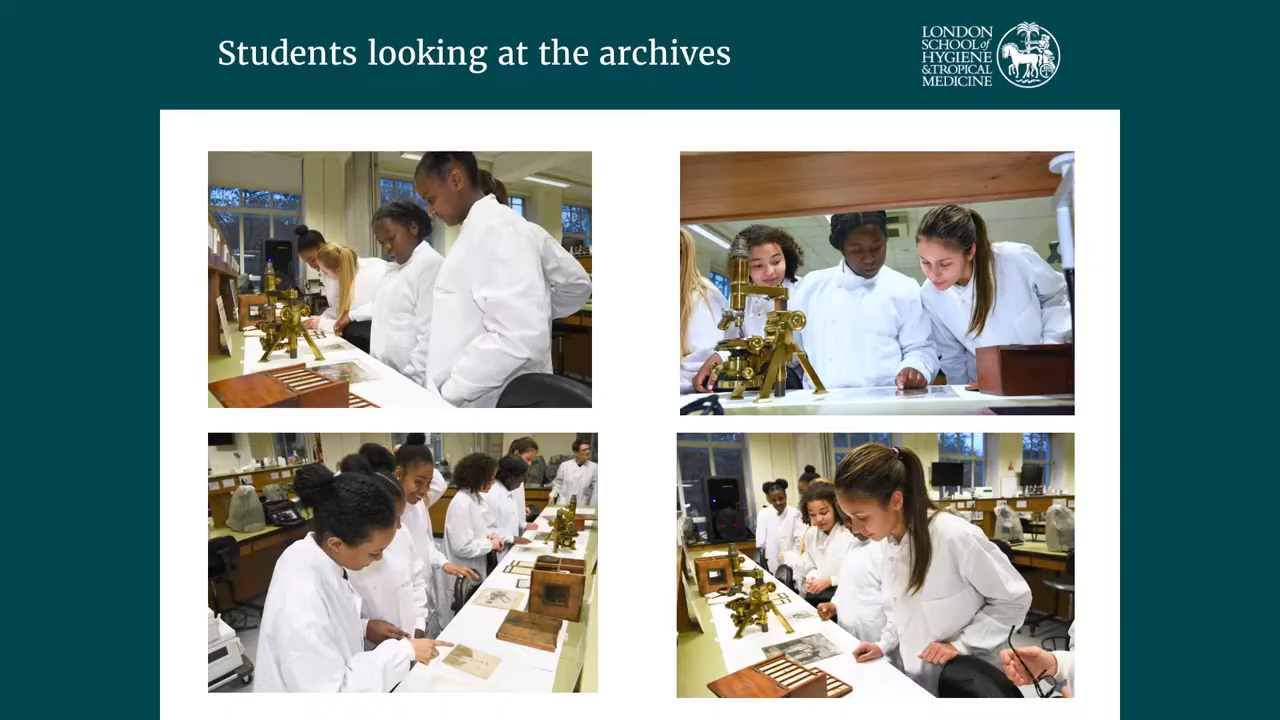 Students looking at the archives
LONDON
SCHOOL of
HYGIENE
& TROPICAL
MEDICINE